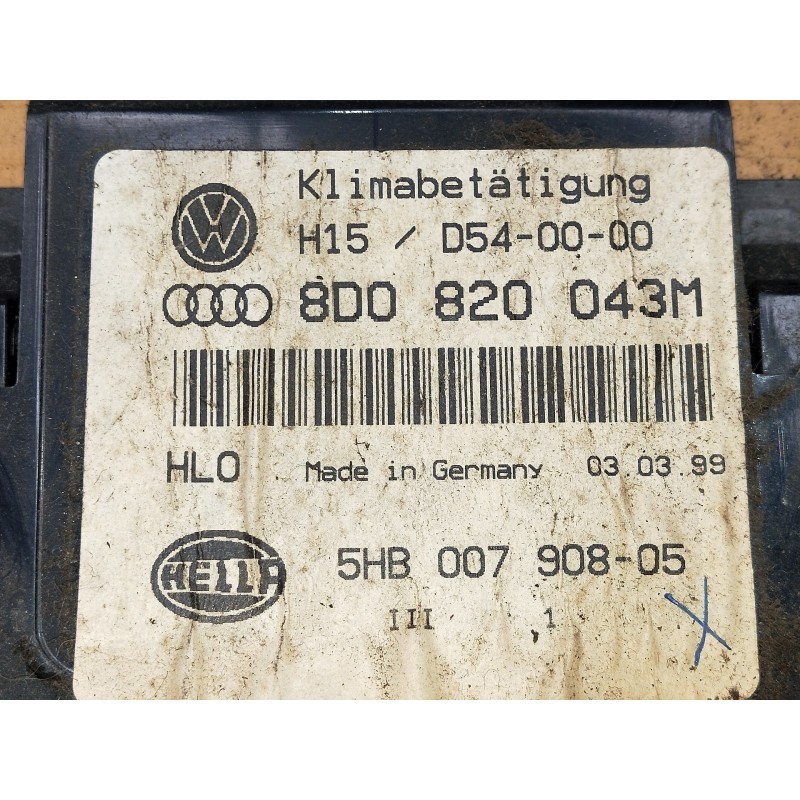 Klimabetätigung
H15 / D54-00-00
8D0 820 043M
HLO Made in Germany 03.03.99
HELLA 5HB 007 908-05
III 1